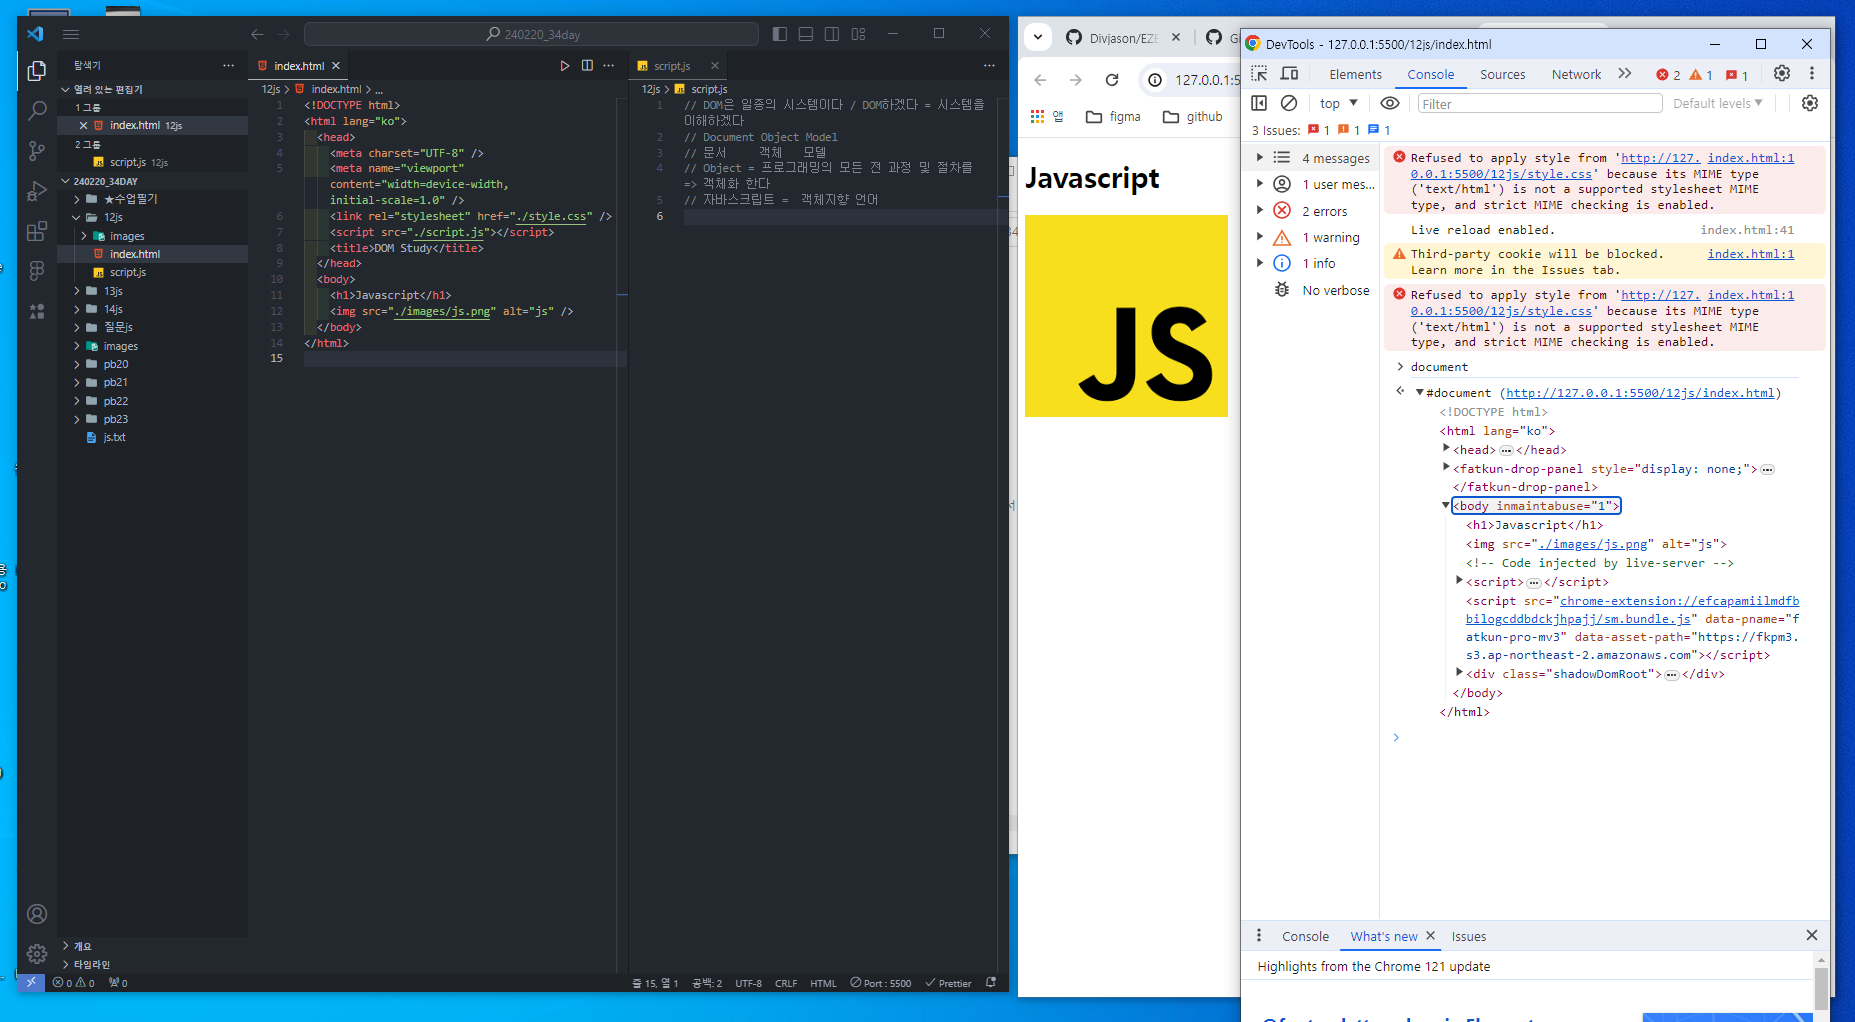 240220_34day
탐색기
열려 있는 편집기
1 그룹
index.html 12js
2 그룹
script.js 12js
240220_34DAY
★수업필기
12js
images
index.html
script.js
13js
14js
질문js
images
pb20
pb21
pb22
pb23
js.txt
개요
타임라인
index.html
12js > index.html > ...
1 <!DOCTYPE html>
2 <html lang="ko">
3 <head>
4 <meta charset="UTF-8" />
5 <meta name="viewport"
content="width=device-width,
initial-scale=1.0" />
6 <link rel="stylesheet" href="./style.css" />
7 <script src="./script.js"></script>
8 <title>DOM Study</title>
9 </head>
10 <body>
11 <h1>Javascript</h1>
12 <img src="./images/js.png" alt="js" />
13 </body>
14 </html>
15
script.js
12js > script.js
1 // DOM은 일종의 시스템이다 / DOM하겠다 = 시스템을
이해하겠다
2 // Document Object Model
3 // 문서 객체 모델
4 // Object = 프로그래밍의 모든 전 과정 및 절차를
=> 객체화 한다
5 // 자바스크립트 = 객체지향 언어
6
0 0 0
줄 15, 열 1 공백: 2 UTF-8 CRLF HTML Port : 5500 Prettier
Divjason/EZE
127.0.0.1:5
앱 figma github
Javascript
JS
DevTools - 127.0.0.1:5500/12js/index.html
Elements Console Sources Network 2 1 1
top Filter Default levels
3 Issues: 1 1 1
4 messages
1 user mes...
2 errors
1 warning
1 info
No verbose
Refused to apply style from 'http://127. index.html:1
0.0.1:5500/12js/style.css' because its MIME type
('text/html') is not a supported stylesheet MIME
type, and strict MIME checking is enabled.
Live reload enabled. index.html:41
Third-party cookie will be blocked. index.html:1
Learn more in the Issues tab.
Refused to apply style from 'http://127. index.html:1
0.0.1:5500/12js/style.css' because its MIME type
('text/html') is not a supported stylesheet MIME
type, and strict MIME checking is enabled.
document
#document (http://127.0.0.1:5500/12js/index.html)
<!DOCTYPE html>
<html lang="ko">
<head>…</head>
<fatkun-drop-panel style="display: none;">…
</fatkun-drop-panel>
<body inmaintabuse="1">
<h1>Javascript</h1>
<img src="./images/js.png" alt="js">
<!-- Code injected by live-server -->
<script>…</script>
<script src="chrome-extension://efcapamiilmdfb
bilogcddbdckjhpajj/sm.bundle.js" data-pname="f
atkun-pro-mv3" data-asset-path="https://fkpm3.
s3.ap-northeast-2.amazonaws.com"></script>
<div class="shadowDomRoot">…</div>
</body>
</html>
Console What's new Issues
Highlights from the Chrome 121 update